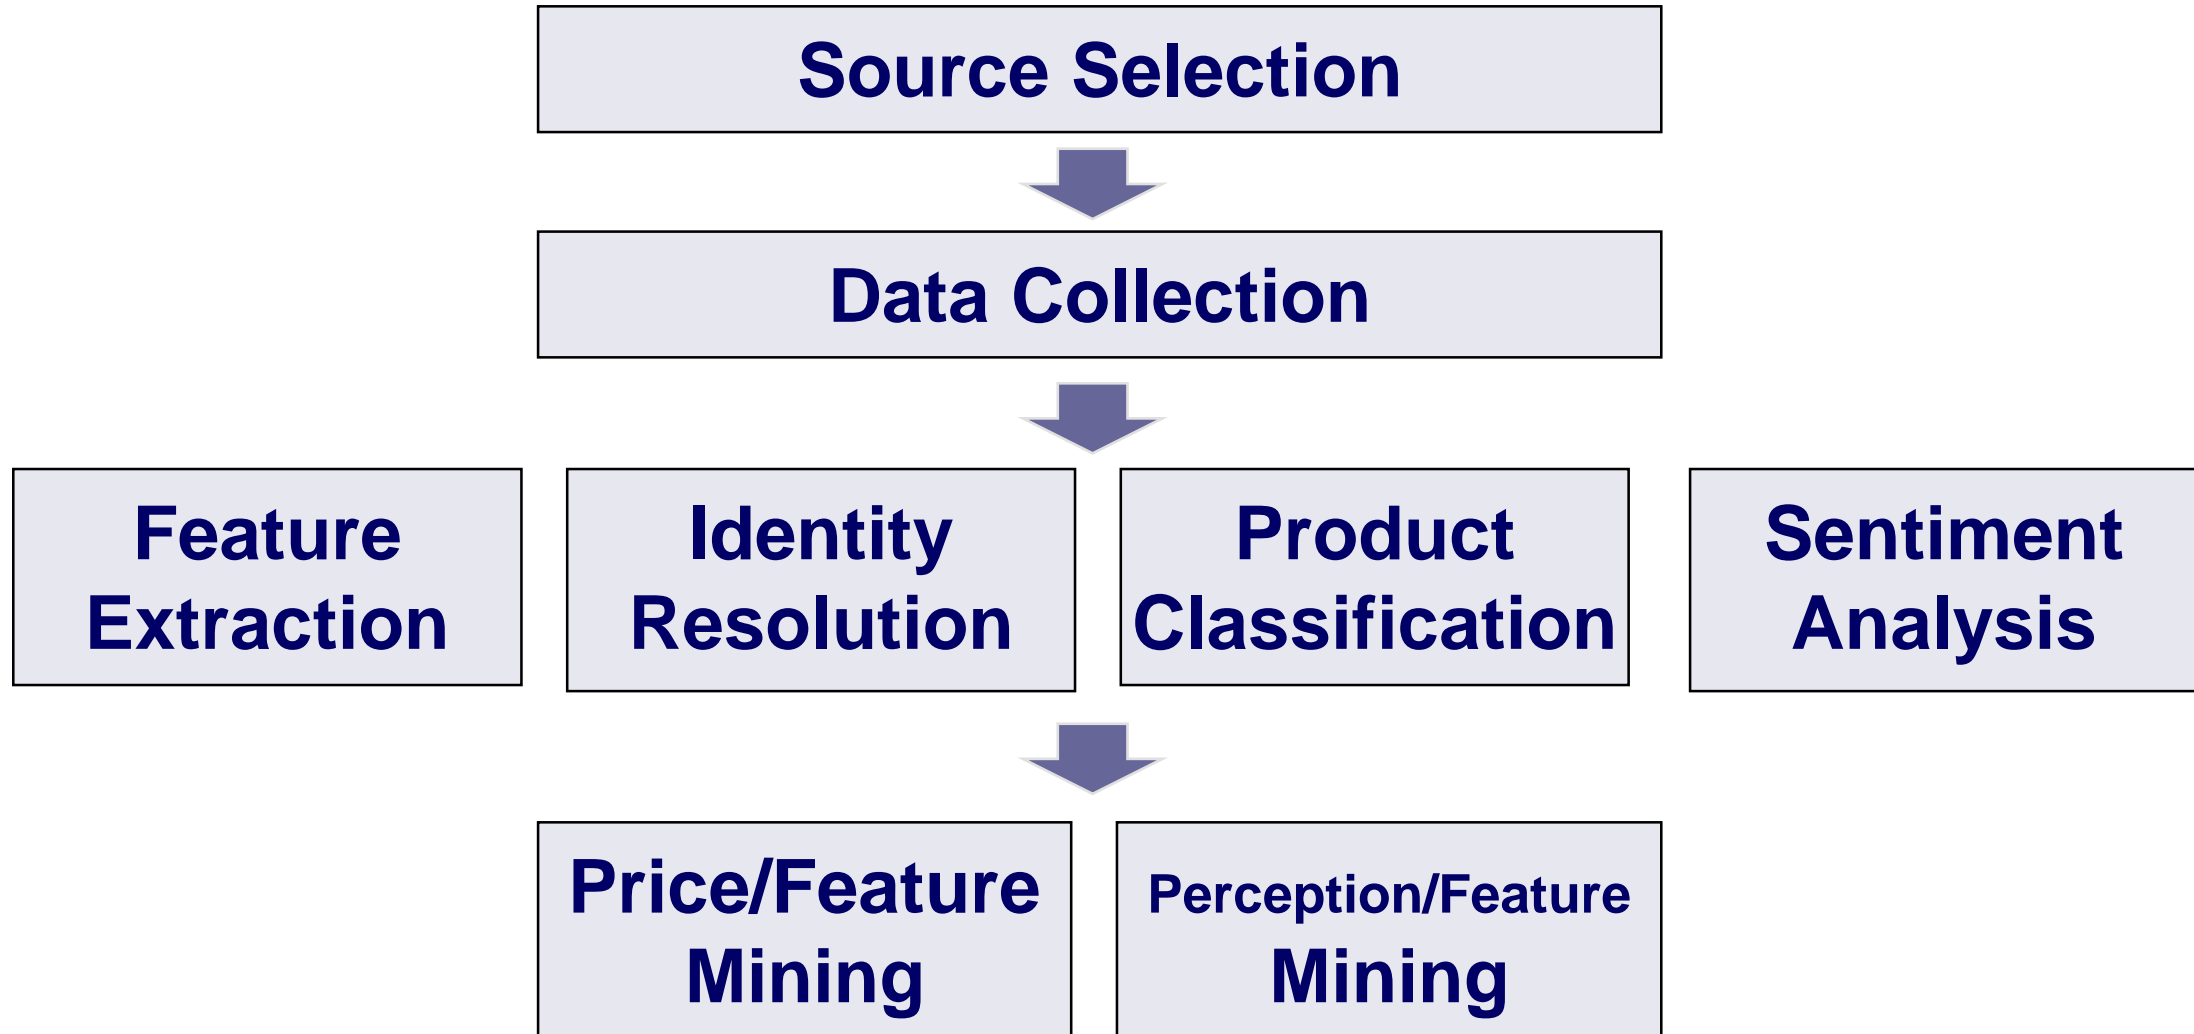 Source Selection
Data Collection
Feature
Extraction
Identity
Resolution
Product
Classification
Sentiment
Analysis
Price/Feature
Mining
Perception/Feature
Mining